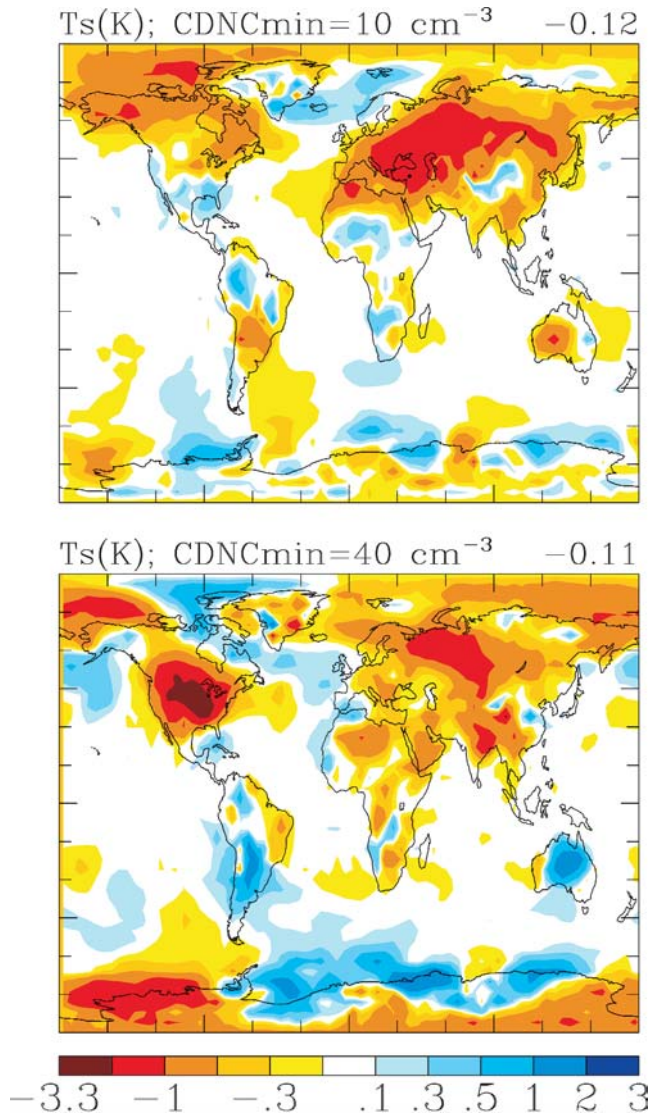 Ts(K); CDNCmin=10 cm⁻³ −0.12
Ts(K); CDNCmin=40 cm⁻³ −0.11
−3.3 −1 −.3 .1 .3 .5 1 2 3